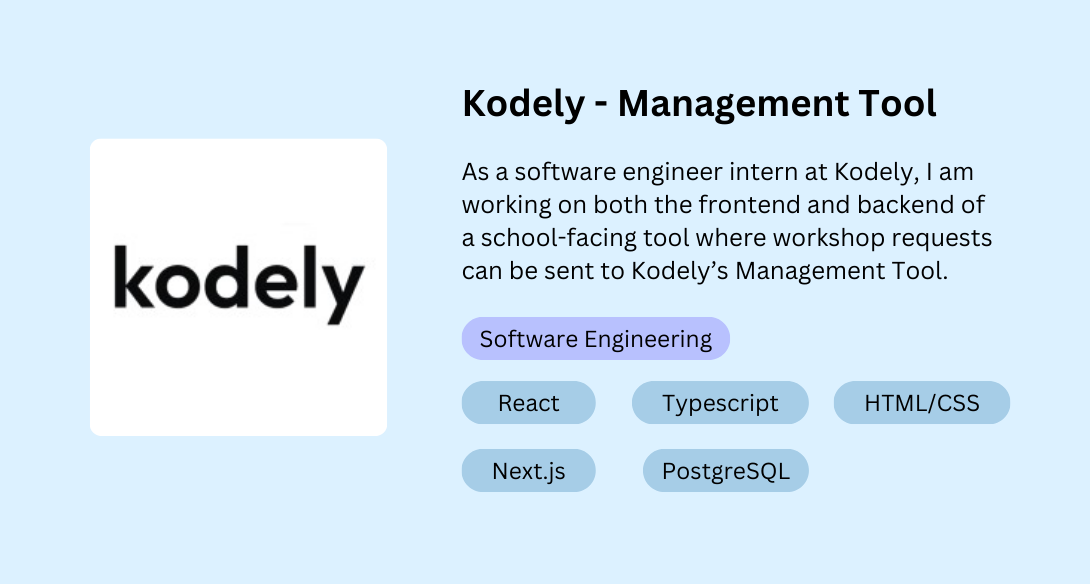 kodely
Kodely - Management Tool
As a software engineer intern at Kodely, I am
working on both the frontend and backend of
a school-facing tool where workshop requests
can be sent to Kodely’s Management Tool.
Software Engineering
React
Typescript
HTML/CSS
Next.js
PostgreSQL